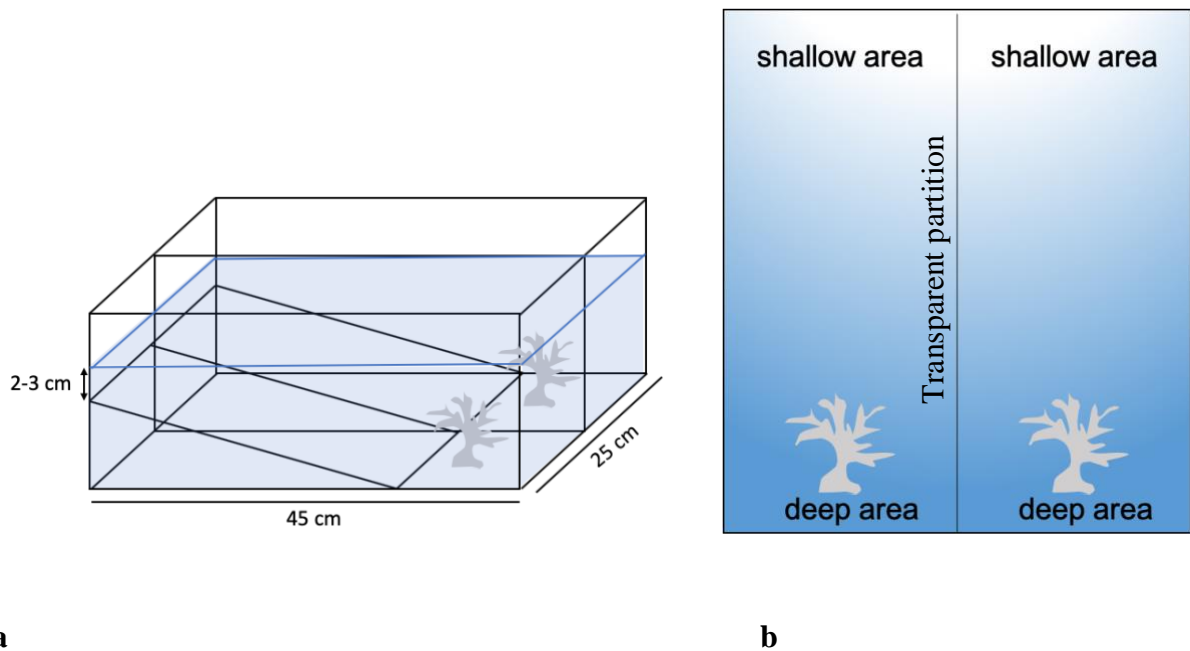 2-3 cm
45 cm
25 cm
a
shallow area
shallow area
Transparent partition
deep area
deep area
b